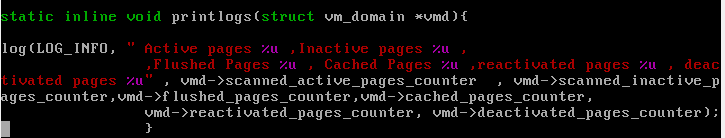 static inline void printlogs(struct vm_domain *vmd){
log(LOG_INFO, " Active pages %u ,Inactive pages %u ,
,Flushed Pages %u , Cached Pages %u ,reactivated pages %u , deac
tivated pages %u" , vmd->scanned_active_pages_counter  , vmd->scanned_inactive_p
ages_counter,vmd->flushed_pages_counter,vmd->cached_pages_counter,
vmd->reactivated_pages_counter, vmd->deactivated_pages_counter);
}